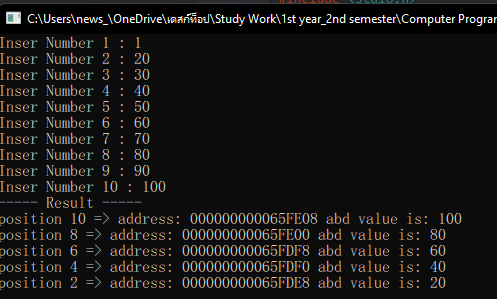 #include <stdio.h>
C:\Users\news_\OneDrive\เดสก์ท็อป\Study Work\1st year_2nd semester\Computer Program
Inser Number 1 : 1
Inser Number 2 : 20
Inser Number 3 : 30
Inser Number 4 : 40
Inser Number 5 : 50
Inser Number 6 : 60
Inser Number 7 : 70
Inser Number 8 : 80
Inser Number 9 : 90
Inser Number 10 : 100
----- Result -----
position 10 => address: 000000000065FE08 abd value is: 100
position 8 => address: 000000000065FE00 abd value is: 80
position 6 => address: 000000000065FDF8 abd value is: 60
position 4 => address: 000000000065FDF0 abd value is: 40
position 2 => address: 000000000065FDE8 abd value is: 20